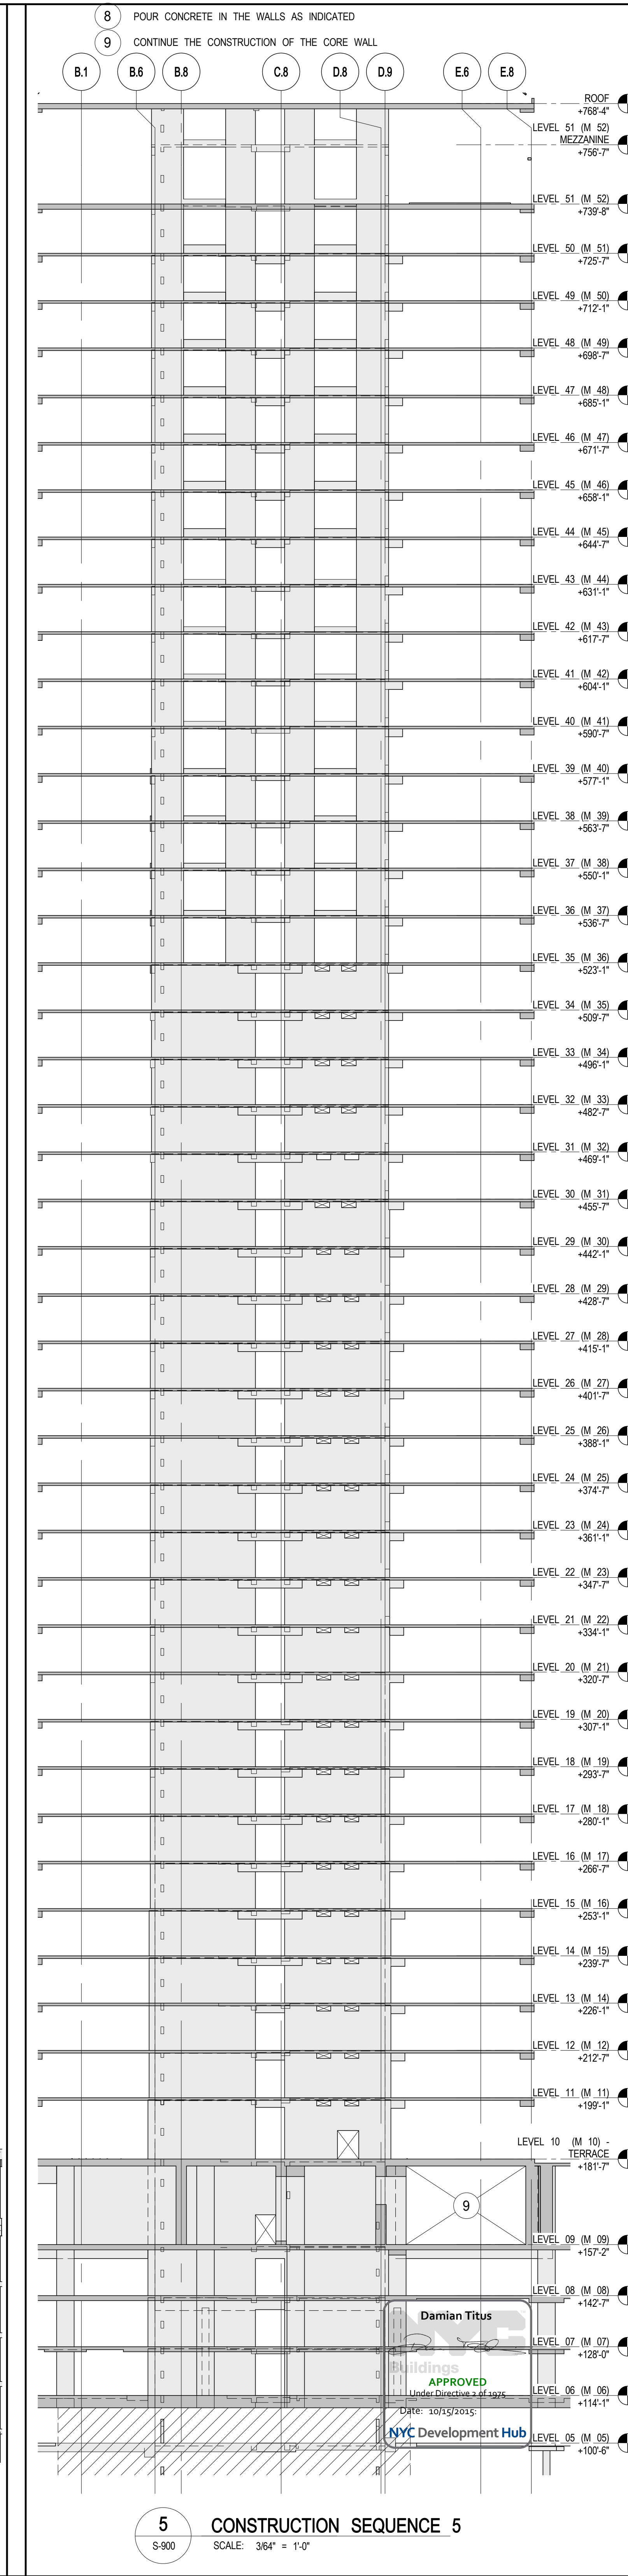 8 POUR CONCRETE IN THE WALLS AS INDICATED
9 CONTINUE THE CONSTRUCTION OF THE CORE WALL
B.1 B.6 B.8 C.8 D.8 D.9 E.6 E.8
ROOF
+768'-4"
LEVEL 51 (M 52)
MEZZANINE
+756'-7"
LEVEL 51 (M 52)
+739'-8"
LEVEL 50 (M 51)
+725'-7"
LEVEL 49 (M 50)
+712'-1"
LEVEL 48 (M 49)
+698'-7"
LEVEL 47 (M 48)
+685'-1"
LEVEL 46 (M 47)
+671'-7"
LEVEL 45 (M 46)
+658'-1"
LEVEL 44 (M 45)
+644'-7"
LEVEL 43 (M 44)
+631'-1"
LEVEL 42 (M 43)
+617'-7"
LEVEL 41 (M 42)
+604'-1"
LEVEL 40 (M 41)
+590'-7"
LEVEL 39 (M 40)
+577'-1"
LEVEL 38 (M 39)
+563'-7"
LEVEL 37 (M 38)
+550'-1"
LEVEL 36 (M 37)
+536'-7"
LEVEL 35 (M 36)
+523'-1"
LEVEL 34 (M 35)
+509'-7"
LEVEL 33 (M 34)
+496'-1"
LEVEL 32 (M 33)
+482'-7"
LEVEL 31 (M 32)
+469'-1"
LEVEL 30 (M 31)
+455'-7"
LEVEL 29 (M 30)
+442'-1"
LEVEL 28 (M 29)
+428'-7"
LEVEL 27 (M 28)
+415'-1"
LEVEL 26 (M 27)
+401'-7"
LEVEL 25 (M 26)
+388'-1"
LEVEL 24 (M 25)
+374'-7"
LEVEL 23 (M 24)
+361'-1"
LEVEL 22 (M 23)
+347'-7"
LEVEL 21 (M 22)
+334'-1"
LEVEL 20 (M 21)
+320'-7"
LEVEL 19 (M 20)
+307'-1"
LEVEL 18 (M 19)
+293'-7"
LEVEL 17 (M 18)
+280'-1"
LEVEL 16 (M 17)
+266'-7"
LEVEL 15 (M 16)
+253'-1"
LEVEL 14 (M 15)
+239'-7"
LEVEL 13 (M 14)
+226'-1"
LEVEL 12 (M 12)
+212'-7"
LEVEL 11 (M 11)
+199'-1"
LEVEL 10 (M 10) -
TERRACE
+181'-7"
9
LEVEL 09 (M 09)
+157'-2"
LEVEL 08 (M 08)
+142'-7"
LEVEL 07 (M 07)
+128'-0"
LEVEL 06 (M 06)
+114'-1"
LEVEL 05 (M 05)
+100'-6"
Damian Titus
NYC
Buildings
APPROVED
Under Directive 2 of 1975
Date: 10/15/2015:
NYC Development Hub
5
S-900
CONSTRUCTION SEQUENCE 5
SCALE: 3/64" = 1'-0"